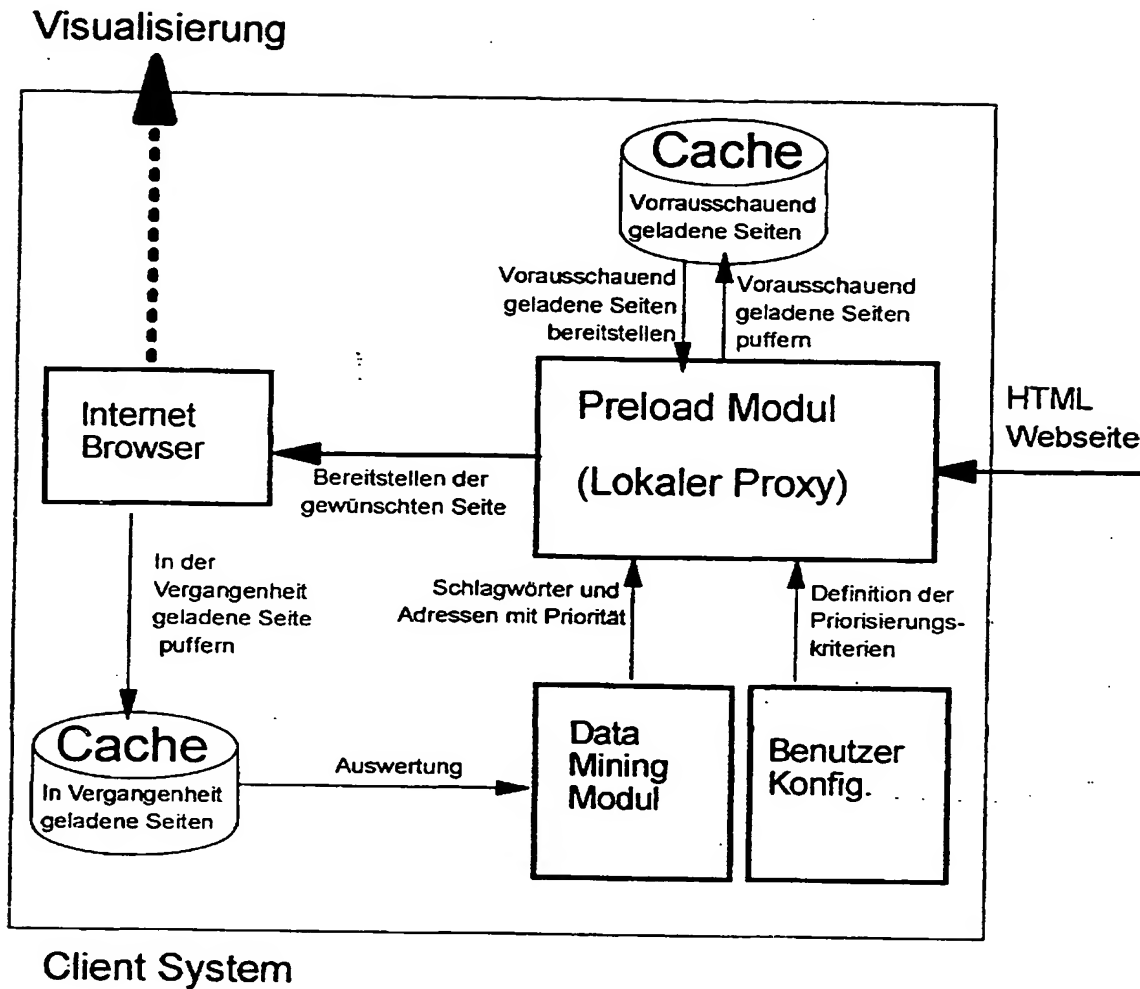 Visualisierung
Cache
Vorrausschauend
geladene Seiten
Vorausschauend
geladene Seiten
bereitstellen
Vorausschauend
geladene Seiten
puffern
Internet
Browser
Preload Modul
(Lokaler Proxy)
HTML
Webseite
Bereitstellen der
gewünschten Seite
In der
Vergangenheit
geladene Seite
puffern
Schlagwörter und
Adressen mit Priorität
Definition der
Priorisierungs-
kriterien
Cache
In Vergangenheit
geladene Seiten
Auswertung
Data
Mining
Modul
Benutzer
Konfig.
Client System